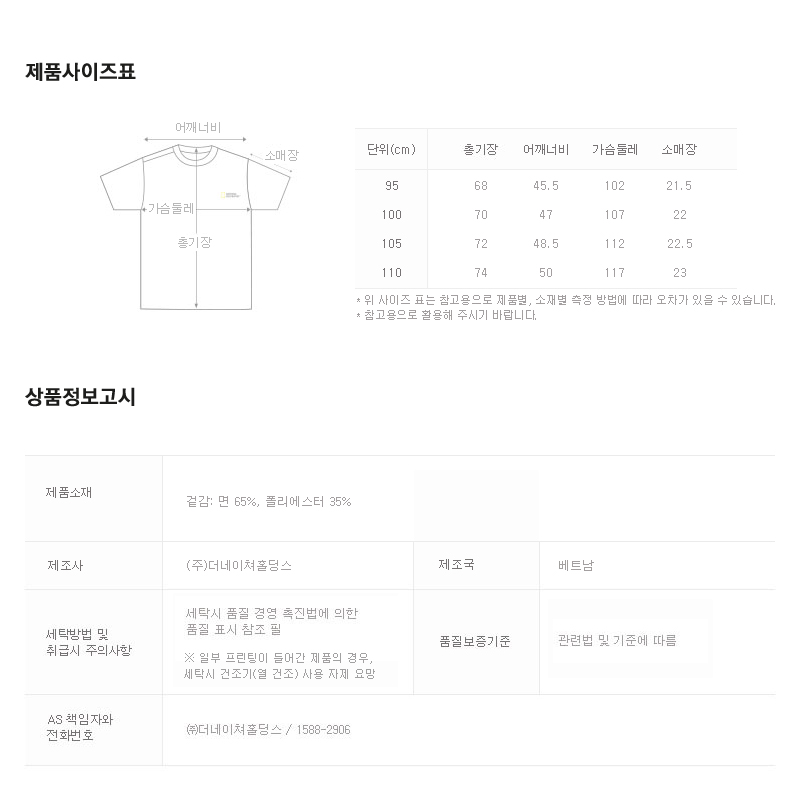 제품사이즈표
어깨너비
소매장
가슴둘레
총기장
단위(cm) 총기장 어깨너비 가슴둘레 소매장
95 68 45.5 102 21.5
100 70 47 107 22
105 72 48.5 112 22.5
110 74 50 117 23
* 위 사이즈 표는 참고용으로 제품별, 소재별 측정 방법에 따라 오차가 있을 수 있습니다.
* 참고용으로 활용해 주시기 바랍니다.
상품정보고시
제품소재 겉감: 면 65%, 폴리에스터 35%
제조사 (주)더네이쳐홀딩스 제조국 베트남
세탁방법 및
취급시 주의사항
세탁시 품질 경영 촉진법에 의한
품질 표시 참조 필
※ 일부 프린팅이 들어간 제품의 경우,
세탁시 건조기(열 건조) 사용 자제 요망
품질보증기준 관련법 및 기준에 따름
AS 책임자와
전화번호
㈜더네이쳐홀딩스 / 1588-2906